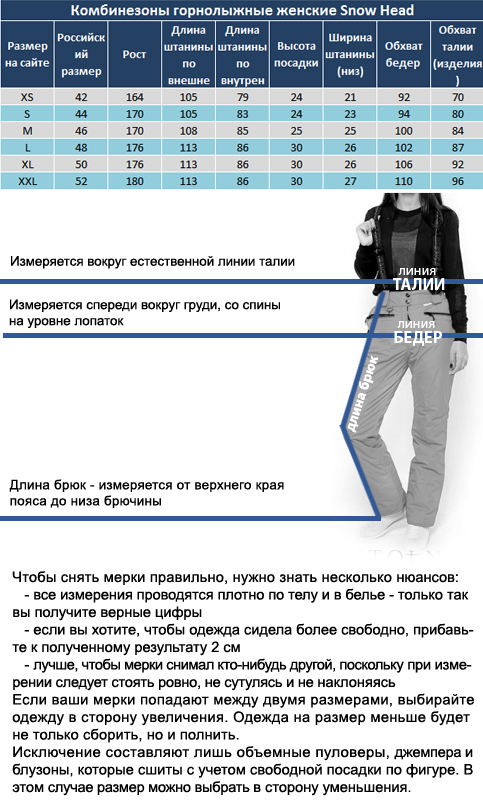 Комбинезоны горнолыжные женские Snow Head
Размер на сайте | Российский размер | Рост | Длина штанины по внешне | Длина штанины по внутрен | Высота посадки | Ширина штанины (низ) | Обхват бедер | Обхват талии (изделия)
XS 42 164 105 79 24 21 92 70
S 44 170 105 83 24 23 94 80
M 46 170 108 85 25 25 100 84
L 48 176 113 86 30 26 102 87
XL 50 176 113 86 30 26 106 92
XXL 52 180 113 86 30 27 110 96
Измеряется вокруг естественной линии талии
ЛИНИЯ
ТАЛИИ
Измеряется спереди вокруг груди, со спины
на уровне лопаток
ЛИНИЯ
БЕДЕР
длина брюк
Длина брюк - измеряется от верхнего края
пояса до низа брючины
Чтобы снять мерки правильно, нужно знать несколько нюансов:
- все измерения проводятся плотно по телу и в белье - только так
вы получите верные цифры
- если вы хотите, чтобы одежда сидела более свободно, прибавь-
те к полученному результату 2 см
- лучше, чтобы мерки снимал кто-нибудь другой, поскольку при изме-
рении следует стоять ровно, не сутулясь и не наклоняясь
Если ваши мерки попадают между двумя размерами, выбирайте
одежду в сторону увеличения. Одежда на размер меньше будет
не только сборить, но и полнить.
Исключение составляют лишь объемные пуловеры, джемпера и
блузоны, которые сшиты с учетом свободной посадки по фигуре. В
этом случае размер можно выбрать в сторону уменьшения.